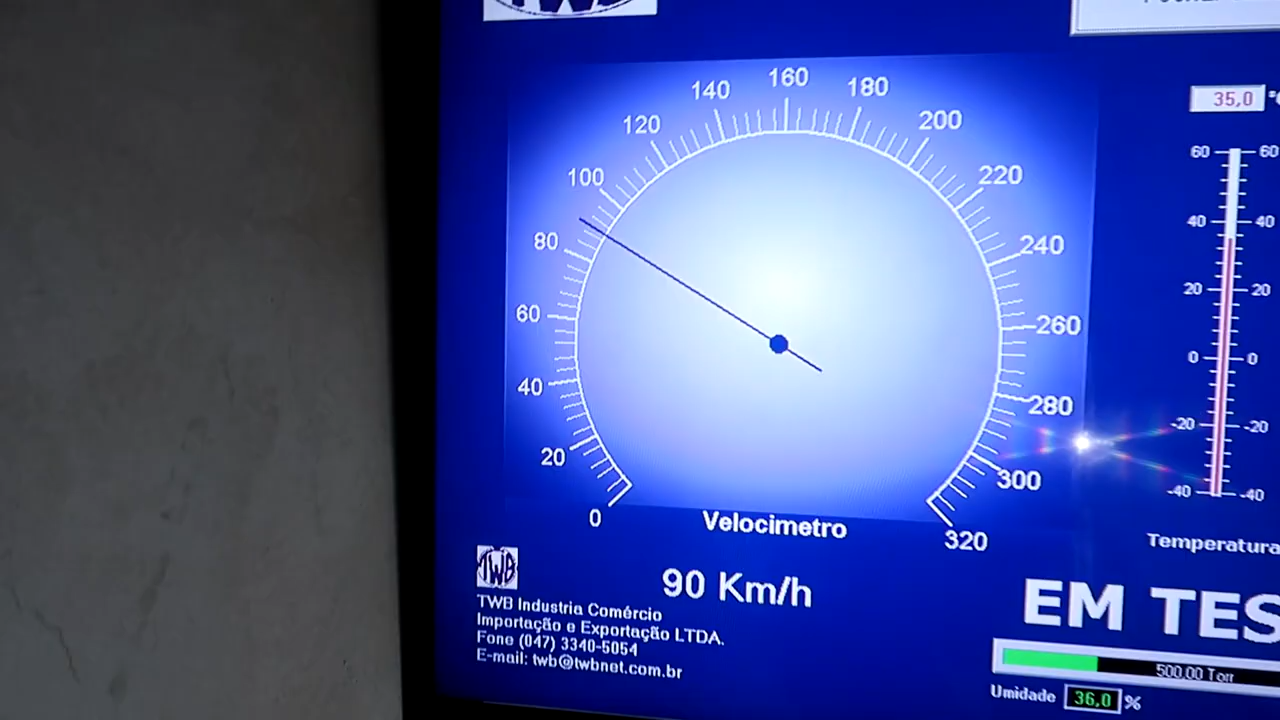 TWB
35,0
160
140
180
120
200
100
220
80
240
60
260
40
280
20
300
0
320
Velocimetro
90 Km/h
60 60
40 40
20 20
0 0
-20 -20
-40 -40
Temperatura
TWB
TWB Industria Comércio
Importação e Exportação LTDA.
Fone (047) 3340-5054
E-mail: twb@twbnet.com.br
EM TES
500.00 Torr
Umidade 36,0 %